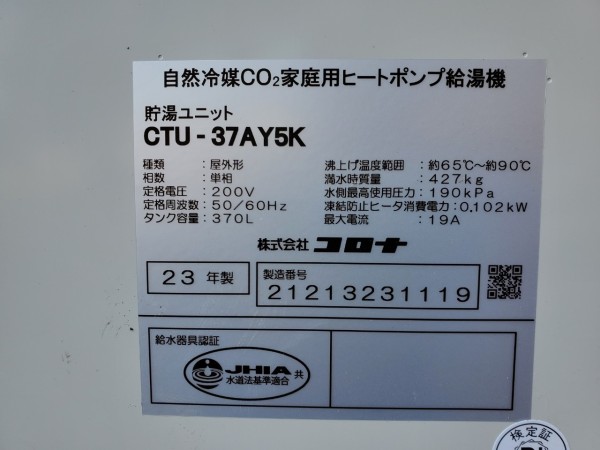 自然冷媒CO₂家庭用ヒートポンプ給湯機
貯湯ユニット
CTU-37AY5K
種類 : 屋外形
相数 : 単相
定格電圧 : 200V
定格周波数 : 50/60Hz
タンク容量 : 370L
沸上げ温度範囲 : 約65℃〜約90℃
満水時質量 : 427kg
水側最高使用圧力 : 190kPa
凍結防止ヒータ消費電力 : 0.102kW
最大電流 : 19A
株式会社 コロナ
23 年製
製造番号
21213231119
給水器具認証
JHIA 共
水道法基準適合
検定証